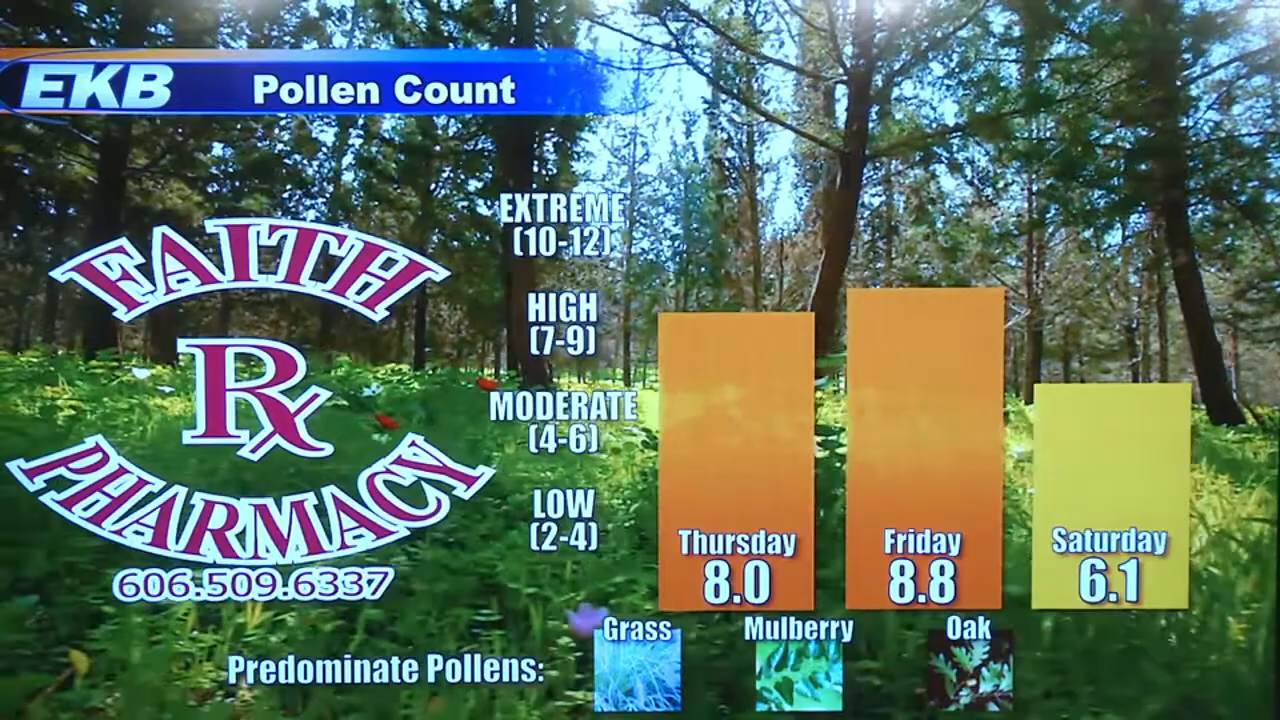 EKB Pollen Count
FAITH
Rx
PHARMACY
606.509.6337
EXTREME
(10-12)
HIGH
(7-9)
MODERATE
(4-6)
LOW
(2-4)
Thursday
8.0
Friday
8.8
Saturday
6.1
Predominate Pollens:
Grass
Mulberry
Oak